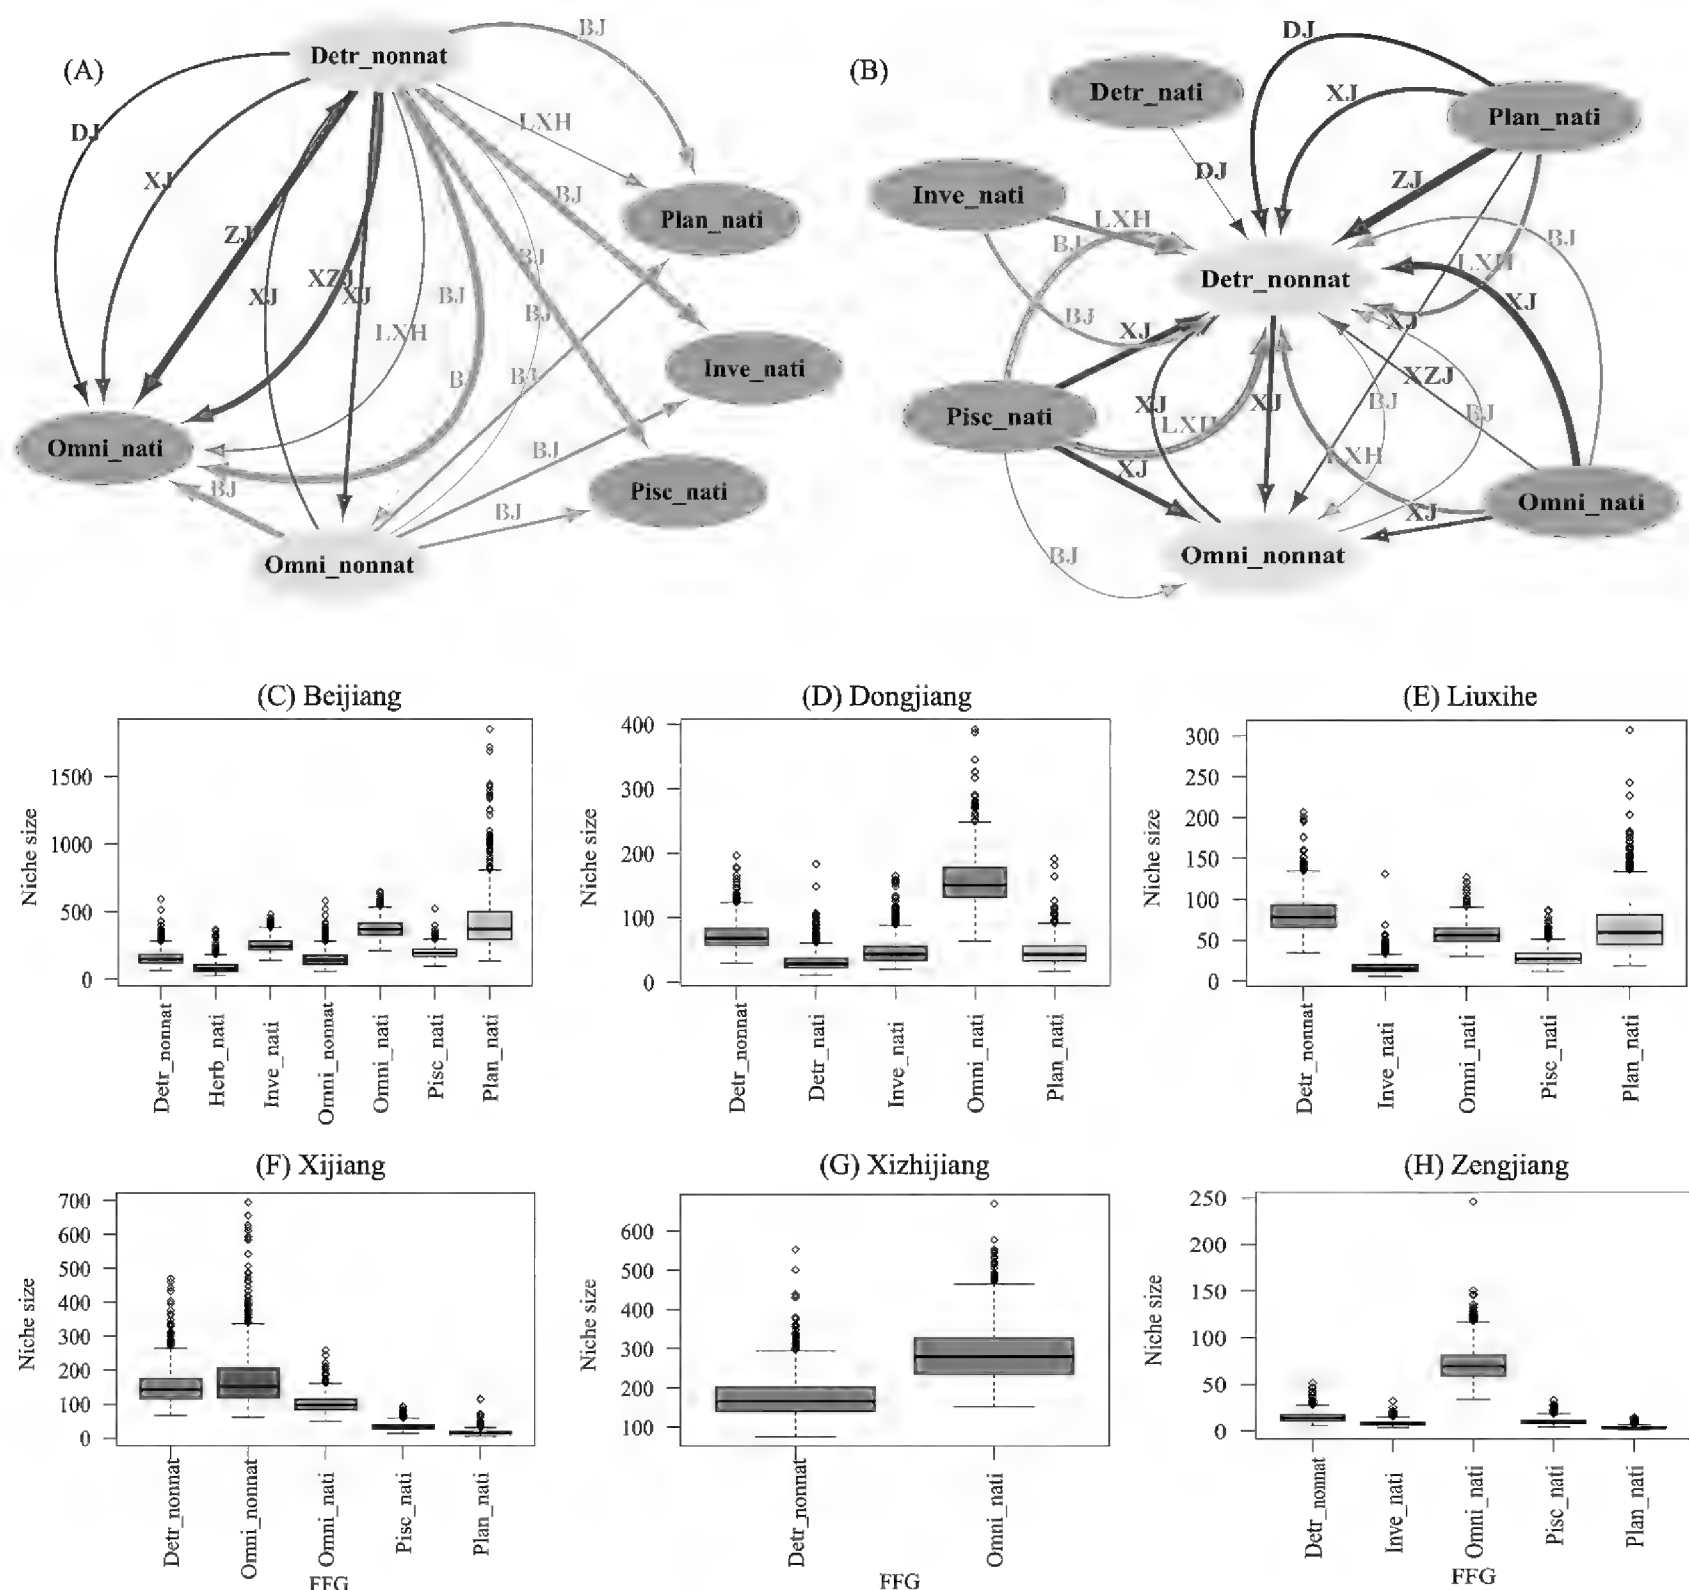 (A)
Detr_nonnat
BJ
DJ
LXH
XJ
BJ
Plan_nati
ZJ
BJ
XJ
XZJ
XJ
BJ
BJ
LXH
Inve_nati
BJ
BJ
Omni_nati
BJ
Pisc_nati
BJ
BJ
Omni_nonnat
(B)
DJ
Detr_nati
XJ
Plan_nati
DJ
ZJ
Inve_nati
LXH
BJ
BJ
LXH
Detr_nonnat
XJ
BJ
XJ
XJ
XZJ
Pisc_nati
XJ
LXH
XJ
BJ
BJ
XJ
LXH
Omni_nati
XJ
BJ
Omni_nonnat
(C) Beijiang
Niche size
1500
1000
500
0
Detr_nonnat
Herb_nati
Inve_nati
Omni_nonnat
Omni_nati
Pisc_nati
Plan_nati
(D) Dongjiang
Niche size
400
300
200
100
0
Detr_nonnat
Detr_nati
Inve_nati
Omni_nati
Plan_nati
(E) Liuxihe
Niche size
300
250
200
150
100
50
0
Detr_nonnat
Inve_nati
Omni_nati
Pisc_nati
Plan_nati
(F) Xijiang
Niche size
700
600
500
400
300
200
100
0
Detr_nonnat
Omni_nonnat
Omni_nati
Pisc_nati
Plan_nati
FFG
(G) Xizhijiang
Niche size
600
500
400
300
200
100
Detr_nonnat
Omni_nati
FFG
(H) Zengjiang
Niche size
250
200
150
100
50
0
Detr_nonnat
Inve_nati
Omni_nati
Pisc_nati
Plan_nati
FFG